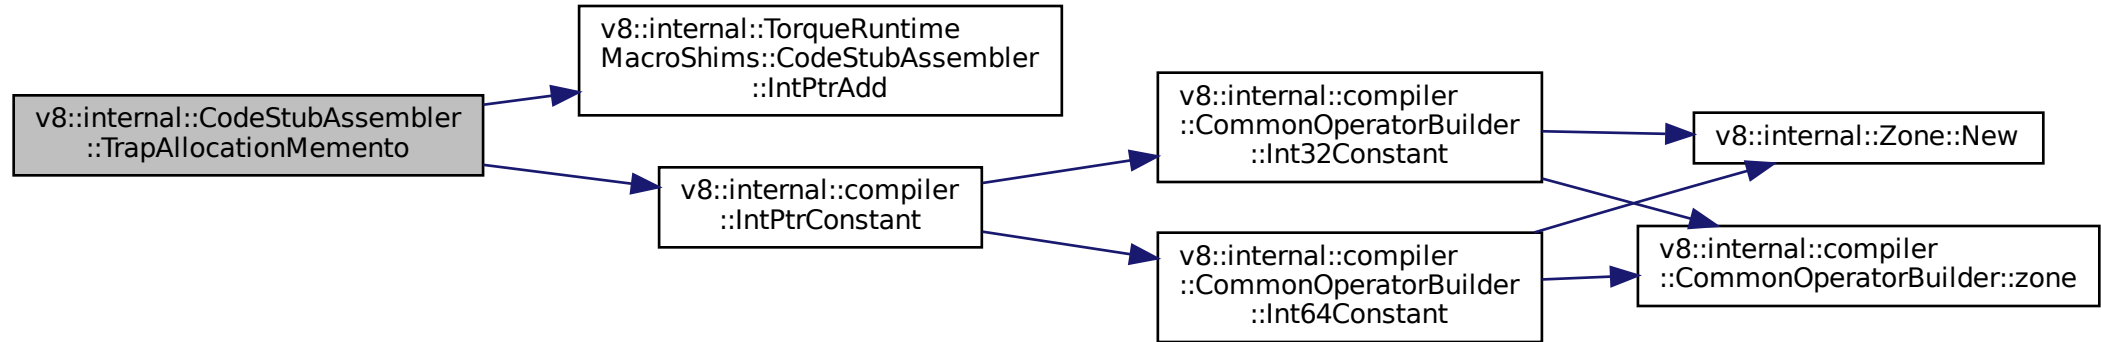 v8::internal::CodeStubAssembler
::TrapAllocationMemento
v8::internal::TorqueRuntime
MacroShims::CodeStubAssembler
::IntPtrAdd
v8::internal::compiler
::IntPtrConstant
v8::internal::compiler
::CommonOperatorBuilder
::Int32Constant
v8::internal::compiler
::CommonOperatorBuilder
::Int64Constant
v8::internal::Zone::New
v8::internal::compiler
::CommonOperatorBuilder::zone